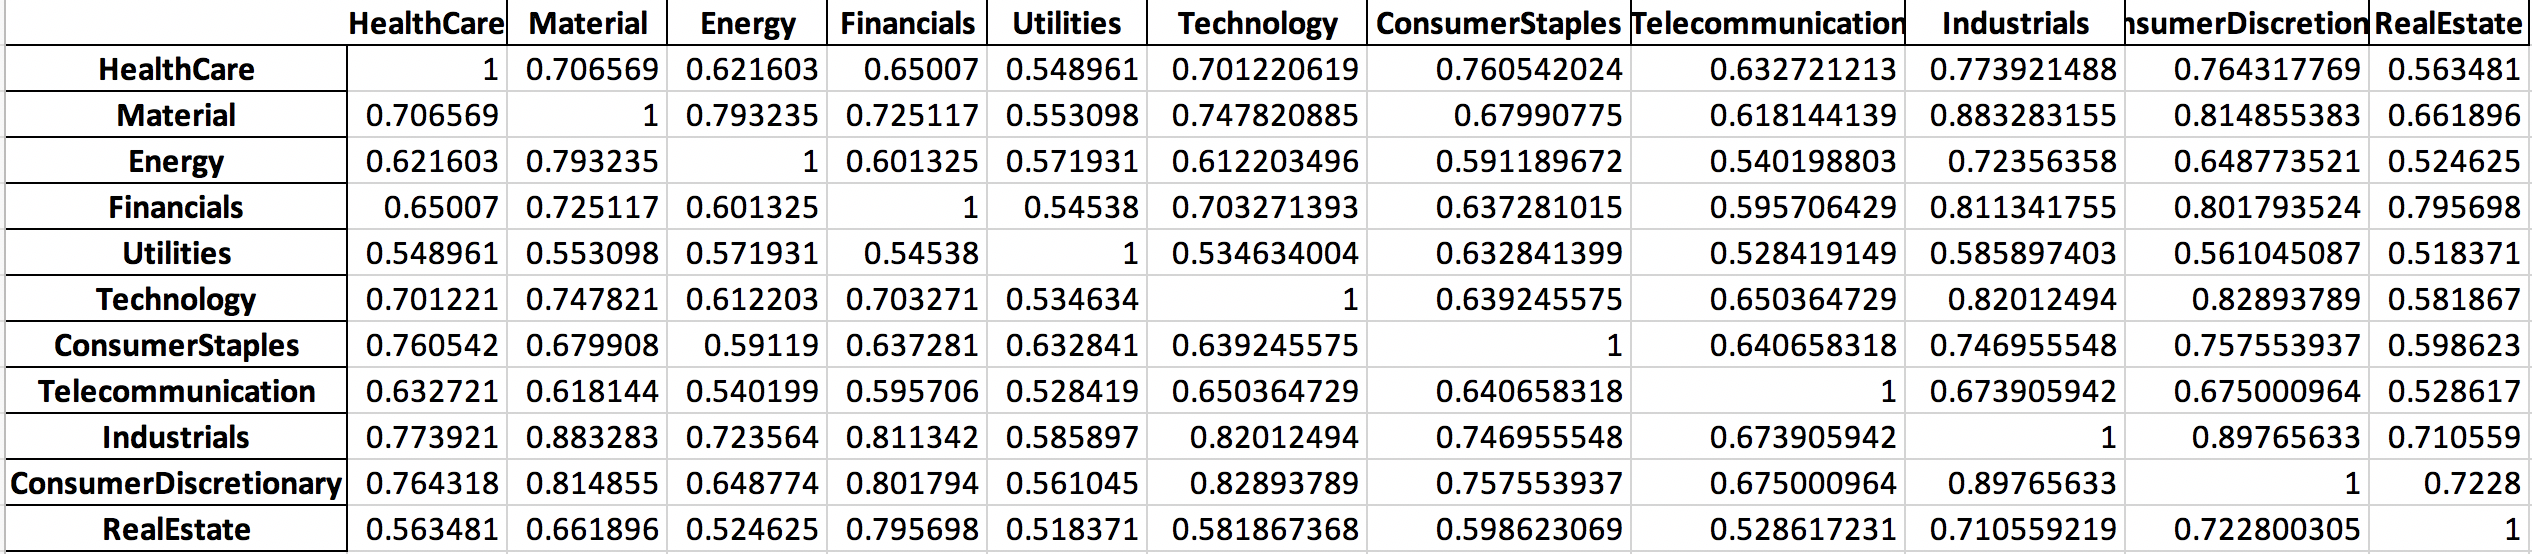 HealthCare Material Energy Financials Utilities Technology ConsumerStaples Telecommunication Industrials nsumerDiscretion RealEstate
HealthCare 1 0.706569 0.621603 0.65007 0.548961 0.701220619 0.760542024 0.632721213 0.773921488 0.764317769 0.563481
Material 0.706569 1 0.793235 0.725117 0.553098 0.747820885 0.67990775 0.618144139 0.883283155 0.814855383 0.661896
Energy 0.621603 0.793235 1 0.601325 0.571931 0.612203496 0.591189672 0.540198803 0.72356358 0.648773521 0.524625
Financials 0.65007 0.725117 0.601325 1 0.54538 0.703271393 0.637281015 0.595706429 0.811341755 0.801793524 0.795698
Utilities 0.548961 0.553098 0.571931 0.54538 1 0.534634004 0.632841399 0.528419149 0.585897403 0.561045087 0.518371
Technology 0.701221 0.747821 0.612203 0.703271 0.534634 1 0.639245575 0.650364729 0.82012494 0.82893789 0.581867
ConsumerStaples 0.760542 0.679908 0.59119 0.637281 0.632841 0.639245575 1 0.640658318 0.746955548 0.757553937 0.598623
Telecommunication 0.632721 0.618144 0.540199 0.595706 0.528419 0.650364729 0.640658318 1 0.673905942 0.675000964 0.528617
Industrials 0.773921 0.883283 0.723564 0.811342 0.585897 0.82012494 0.746955548 0.673905942 1 0.89765633 0.710559
ConsumerDiscretionary 0.764318 0.814855 0.648774 0.801794 0.561045 0.82893789 0.757553937 0.675000964 0.89765633 1 0.7228
RealEstate 0.563481 0.661896 0.524625 0.795698 0.518371 0.581867368 0.598623069 0.528617231 0.710559219 0.722800305 1